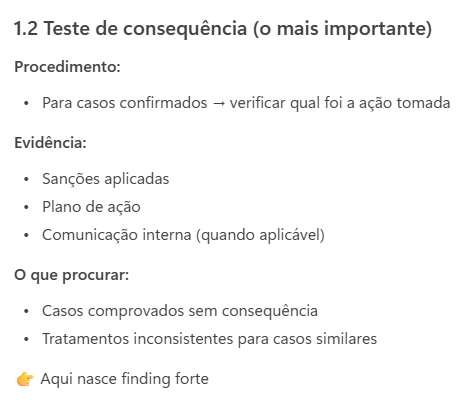 1.2 Teste de consequência (o mais importante)
Procedimento:
• Para casos confirmados → verificar qual foi a ação tomada
Evidência:
• Sanções aplicadas
• Plano de ação
• Comunicação interna (quando aplicável)
O que procurar:
• Casos comprovados sem consequência
• Tratamentos inconsistentes para casos similares
👉 Aqui nasce finding forte